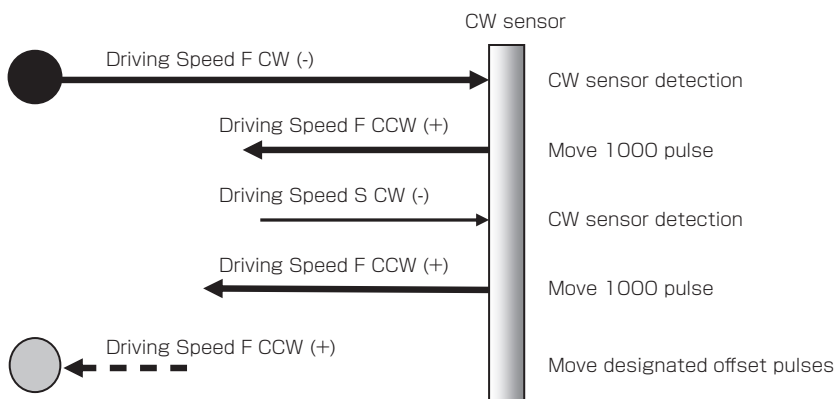 CW sensor
Driving Speed F CW (-)
CW sensor detection
Driving Speed F CCW (+)
Move 1000 pulse
Driving Speed S CW (-)
CW sensor detection
Driving Speed F CCW (+)
Move 1000 pulse
Driving Speed F CCW (+)
Move designated offset pulses